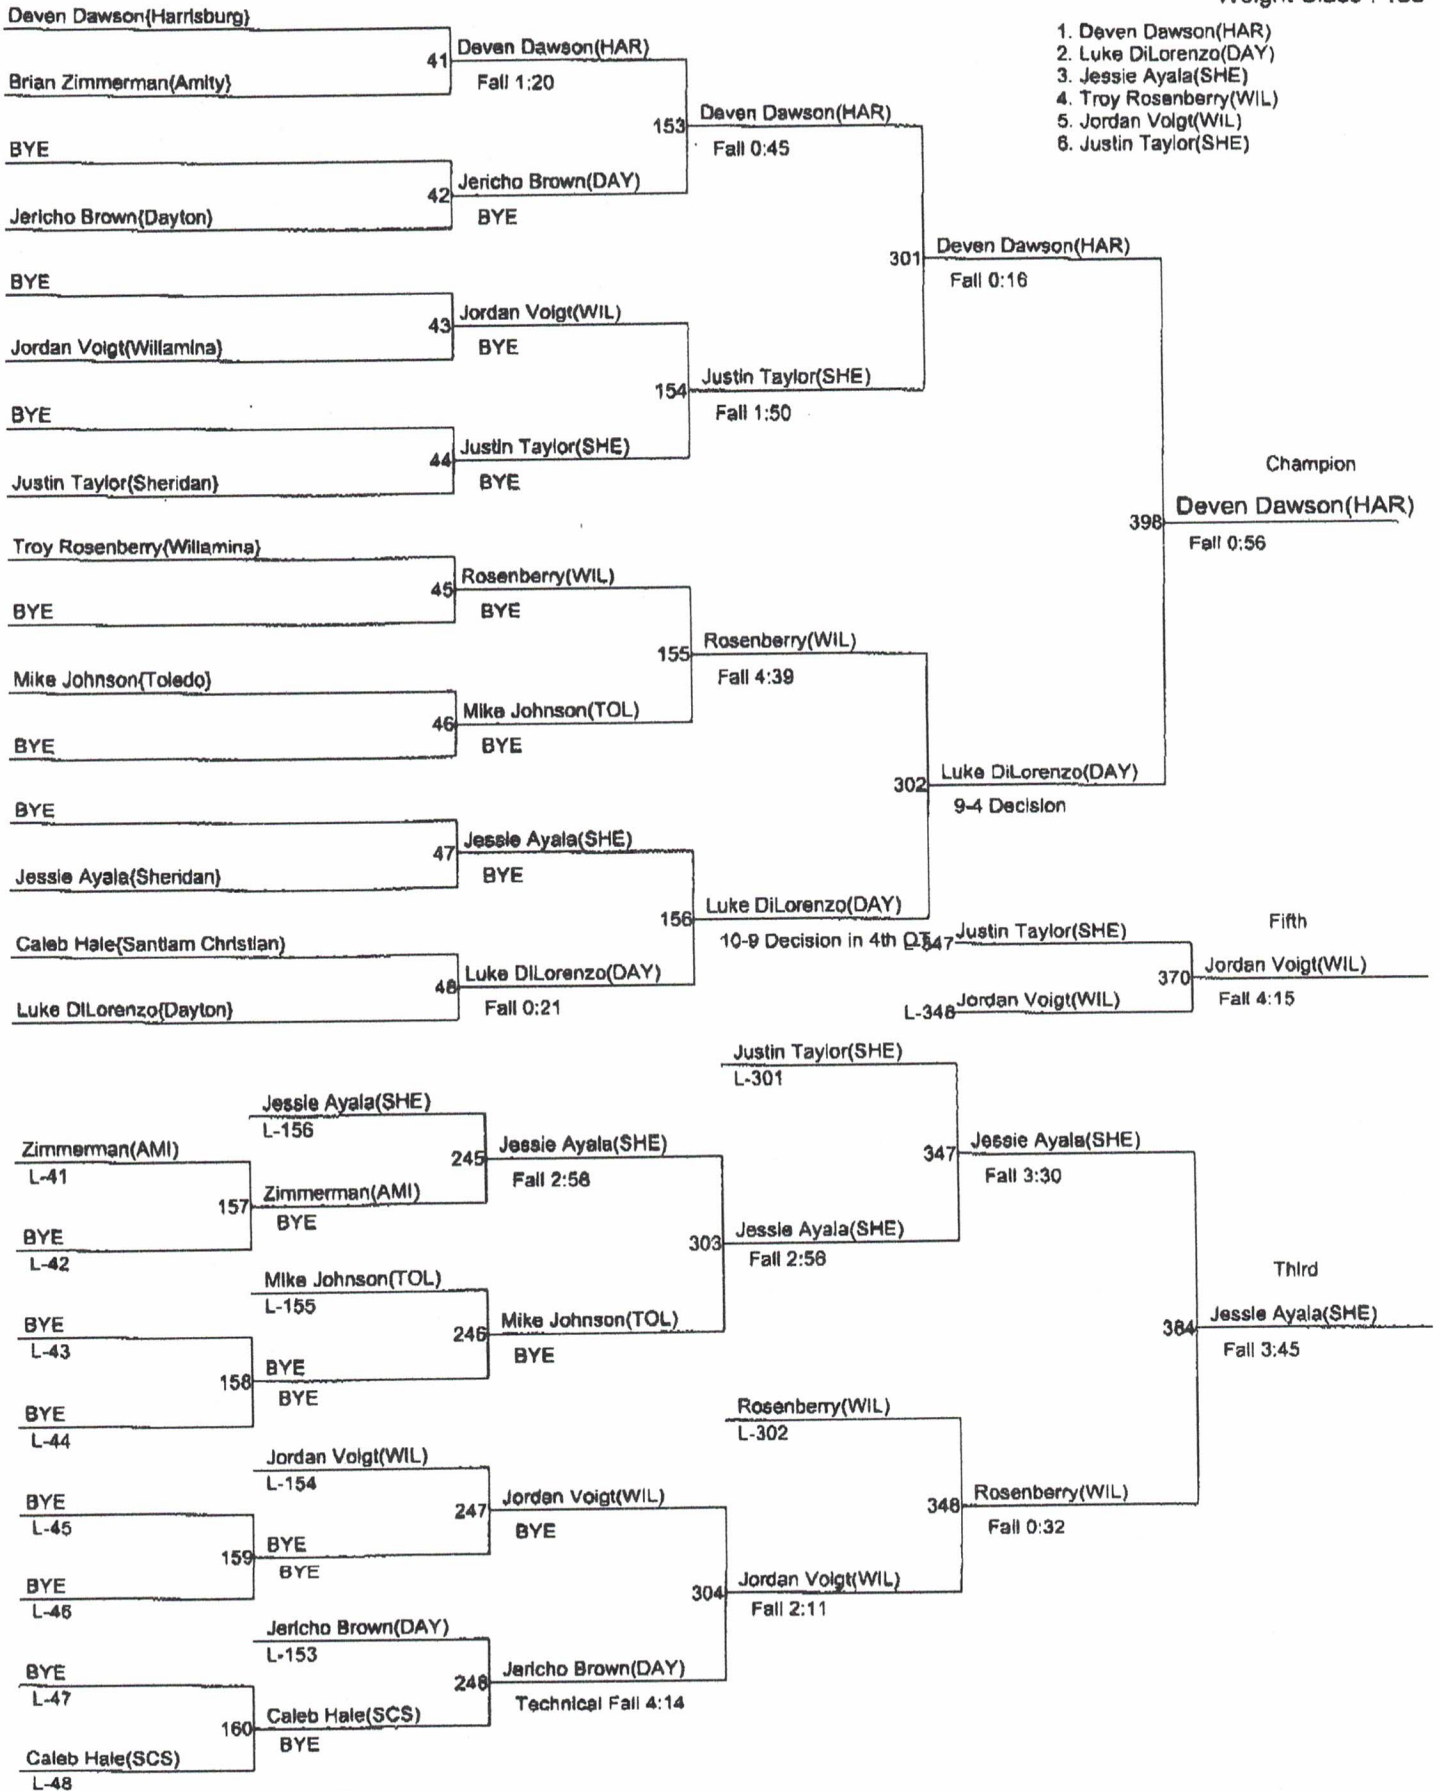 Deven Dawson(Harrisburg)
1. Deven Dawson(HAR)
2. Luke DiLorenzo(DAY)
3. Jessie Ayala(SHE)
4. Troy Rosenberry(WIL)
5. Jordan Voigt(WIL)
6. Justin Taylor(SHE)
41 Deven Dawson(HAR)
Fall 1:20
Brian Zimmerman(Amity)
153 Deven Dawson(HAR)
Fall 0:45
BYE
42 Jericho Brown(DAY)
BYE
Jericho Brown(Dayton)
301 Deven Dawson(HAR)
Fall 0:16
BYE
43 Jordan Voigt(WIL)
BYE
Jordan Voigt(Willamina)
154 Justin Taylor(SHE)
Fall 1:50
BYE
44 Justin Taylor(SHE)
BYE
Justin Taylor(Sheridan)
Champion
398 Deven Dawson(HAR)
Fall 0:56
Troy Rosenberry(Willamina)
45 Rosenberry(WIL)
BYE
BYE
155 Rosenberry(WIL)
Fall 4:39
Mike Johnson(Toledo)
46 Mike Johnson(TOL)
BYE
BYE
302 Luke DiLorenzo(DAY)
9-4 Decision
BYE
47 Jessie Ayala(SHE)
BYE
Jessie Ayala(Sheridan)
156 Luke DiLorenzo(DAY)
10-9 Decision in 4th OT
Caleb Hale(Santiam Christian)
48 Luke DiLorenzo(DAY)
Fall 0:21
Luke DiLorenzo(Dayton)
L-347 Justin Taylor(SHE)
Fifth
370 Jordan Voigt(WIL)
Fall 4:15
L-348 Jordan Voigt(WIL)
Justin Taylor(SHE)
L-301
Jessie Ayala(SHE)
L-156
Zimmerman(AMI)
L-41
245 Jessie Ayala(SHE)
Fall 2:58
347 Jessie Ayala(SHE)
Fall 3:30
157 Zimmerman(AMI)
BYE
BYE
L-42
303 Jessie Ayala(SHE)
Fall 2:56
Mike Johnson(TOL)
L-155
Third
BYE
L-43
246 Mike Johnson(TOL)
BYE
384 Jessie Ayala(SHE)
Fall 3:45
158 BYE
BYE
BYE
L-44
Rosenberry(WIL)
L-302
Jordan Voigt(WIL)
L-154
BYE
L-45
247 Jordan Voigt(WIL)
BYE
348 Rosenberry(WIL)
Fall 0:32
159 BYE
BYE
BYE
L-46
304 Jordan Voigt(WIL)
Fall 2:11
Jericho Brown(DAY)
L-153
BYE
L-47
248 Jericho Brown(DAY)
Technical Fall 4:14
160 Caleb Hale(SCS)
BYE
Caleb Hale(SCS)
L-48